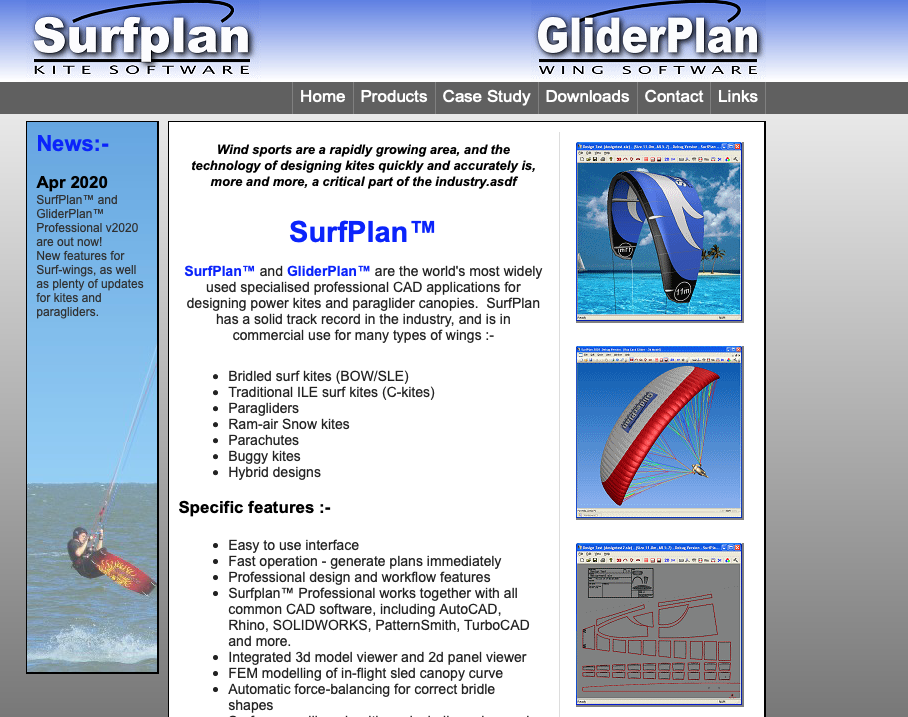 Surfplan
KITE SOFTWARE
GliderPlan
WING SOFTWARE
Home
Products
Case Study
Downloads
Contact
Links
News:-
Apr 2020
SurfPlan™ and
GliderPlan™
Professional v2020
are out now!
New features for
Surf-wings, as well
as plenty of updates
for kites and
paragliders.
Wind sports are a rapidly growing area, and the
technology of designing kites quickly and accurately is,
more and more, a critical part of the industry.asdf
SurfPlan™
SurfPlan™ and GliderPlan™ are the world's most widely
used specialised professional CAD applications for
designing power kites and paraglider canopies. SurfPlan
has a solid track record in the industry, and is in
commercial use for many types of wings :-
Bridled surf kites (BOW/SLE)
Traditional ILE surf kites (C-kites)
Paragliders
Ram-air Snow kites
Parachutes
Buggy kites
Hybrid designs
Specific features :-
Easy to use interface
Fast operation - generate plans immediately
Professional design and workflow features
Surfplan™ Professional works together with all
common CAD software, including AutoCAD,
Rhino, SOLIDWORKS, PatternSmith, TurboCAD
and more.
Integrated 3d model viewer and 2d panel viewer
FEM modelling of in-flight sled canopy curve
Automatic force-balancing for correct bridle
shapes
11m
GliderPlan